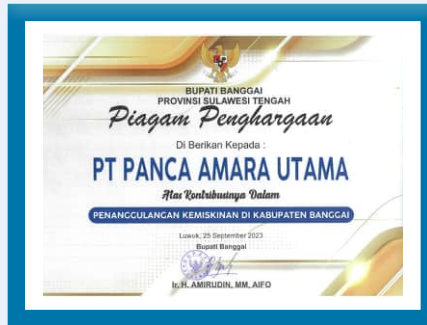 BUPATI BANGGAI
PROVINSI SULAWESI TENGAH
Piagam Penghargaan
Di Berikan Kepada :
PT PANCA AMARA UTAMA
Atas Kontribusinya Dalam
PENANGGULANGAN KEMISKINAN DI KABUPATEN BANGGAI
Luwuk, 25 September 2023
Bupati Banggai
Ir. H. AMIRUDIN, MM, AIFO